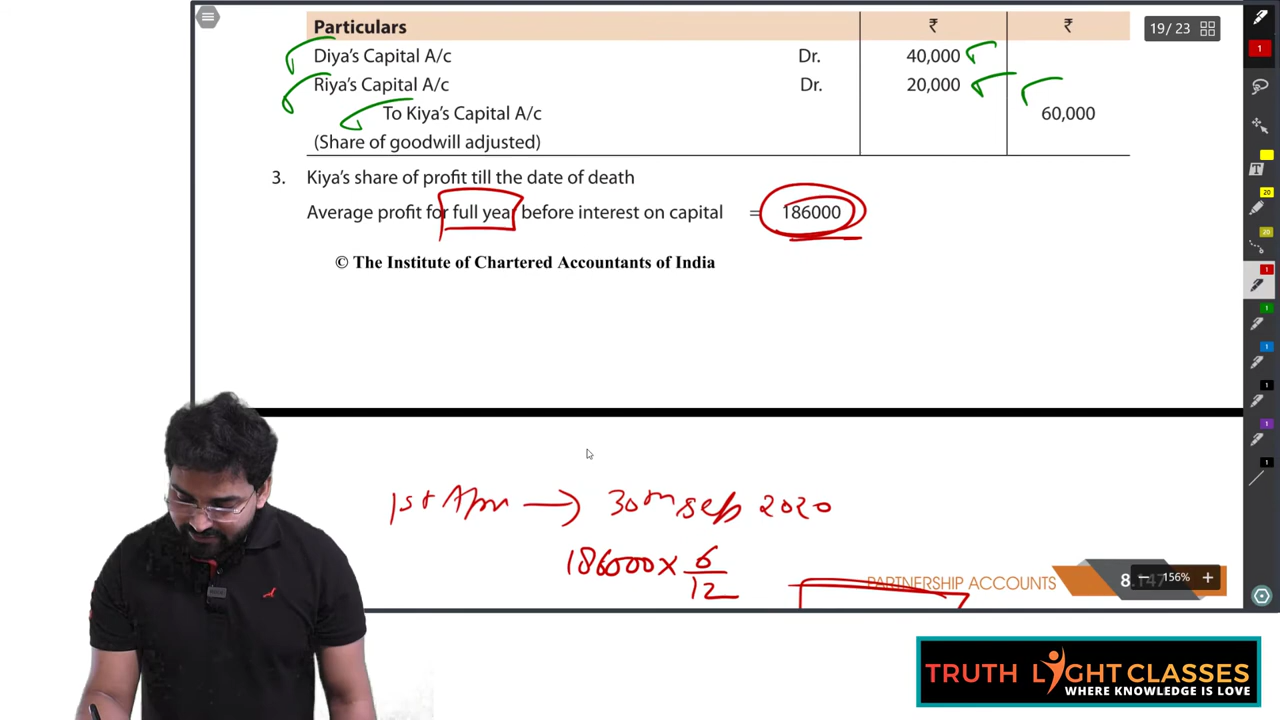 Particulars ₹ ₹
19 / 23
Diya's Capital A/c Dr. 40,000
Riya's Capital A/c Dr. 20,000
To Kiya's Capital A/c 60,000
(Share of goodwill adjusted)
3. Kiya's share of profit till the date of death
Average profit for full year before interest on capital = 186000
© The Institute of Chartered Accountants of India
1st Apr → 30th sep 2020
186000 × 6
12
PARTNERSHIP ACCOUNTS
8.147
156%
TRUTH LIGHT CLASSES
WHERE KNOWLEDGE IS LOVE